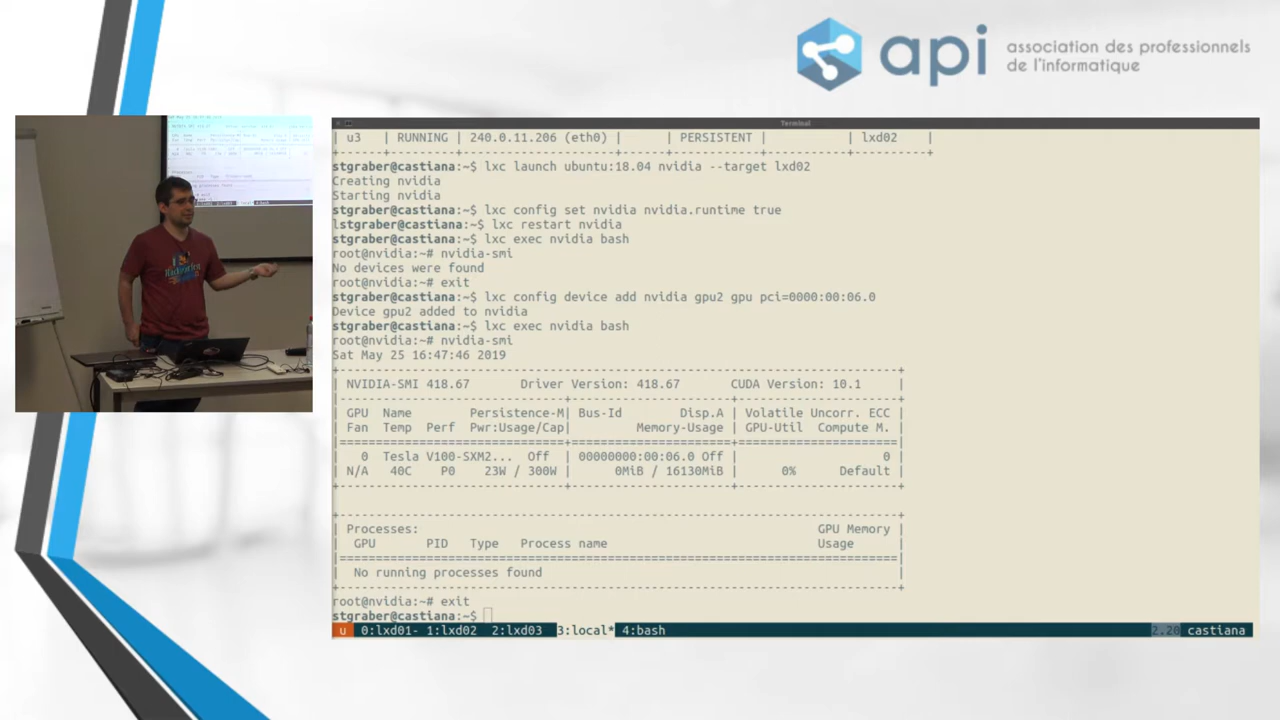 api
association des professionnels
de l'informatique
Terminal
| u3 | RUNNING | 240.0.11.206 (eth0) | | PERSISTENT | | lxd02 |
stgraber@castiana:~$ lxc launch ubuntu:18.04 nvidia --target lxd02
Creating nvidia
Starting nvidia
stgraber@castiana:~$ lxc config set nvidia nvidia.runtime true
lstgraber@castiana:~$ lxc restart nvidia
stgraber@castiana:~$ lxc exec nvidia bash
root@nvidia:~# nvidia-smi
No devices were found
root@nvidia:~# exit
stgraber@castiana:~$ lxc config device add nvidia gpu2 gpu pci=0000:00:06.0
Device gpu2 added to nvidia
stgraber@castiana:~$ lxc exec nvidia bash
root@nvidia:~# nvidia-smi
Sat May 25 16:47:46 2019
| NVIDIA-SMI 418.67 Driver Version: 418.67 CUDA Version: 10.1 |
| GPU Name Persistence-M| Bus-Id Disp.A | Volatile Uncorr. ECC |
| Fan Temp Perf Pwr:Usage/Cap| Memory-Usage | GPU-Util Compute M. |
| 0 Tesla V100-SXM2... Off | 00000000:00:06.0 Off | 0 |
| N/A 40C P0 23W / 300W | 0MiB / 16130MiB | 0% Default |
| Processes: GPU Memory |
| GPU PID Type Process name Usage |
| No running processes found |
root@nvidia:~# exit
stgraber@castiana:~$
u 0:lxd01- 1:lxd02 2:lxd03 3:local* 4:bash 2.20 castiana